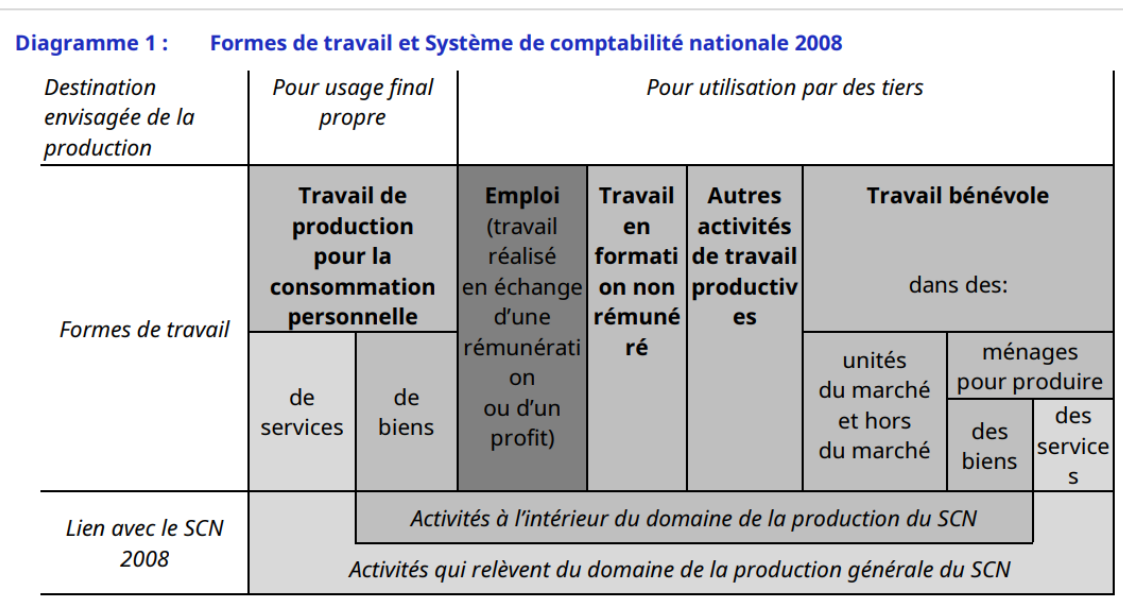 Diagramme 1 : Formes de travail et Système de comptabilité nationale 2008
Destination
envisagée de la
production
Pour usage final
propre
Pour utilisation par des tiers
Formes de travail
Travail de
production
pour la
consommation
personnelle
de
services
de
biens
Emploi
(travail
réalisé
en échange
d’une
rémunérati
on
ou d’un
profit)
Travail
en
formati
on non
rémuné
ré
Autres
activités
de travail
productiv
es
Travail bénévole
dans des:
unités
du marché
et hors
du marché
ménages
pour produire
des
biens
des
service
s
Lien avec le SCN
2008
Activités à l’intérieur du domaine de la production du SCN
Activités qui relèvent du domaine de la production générale du SCN